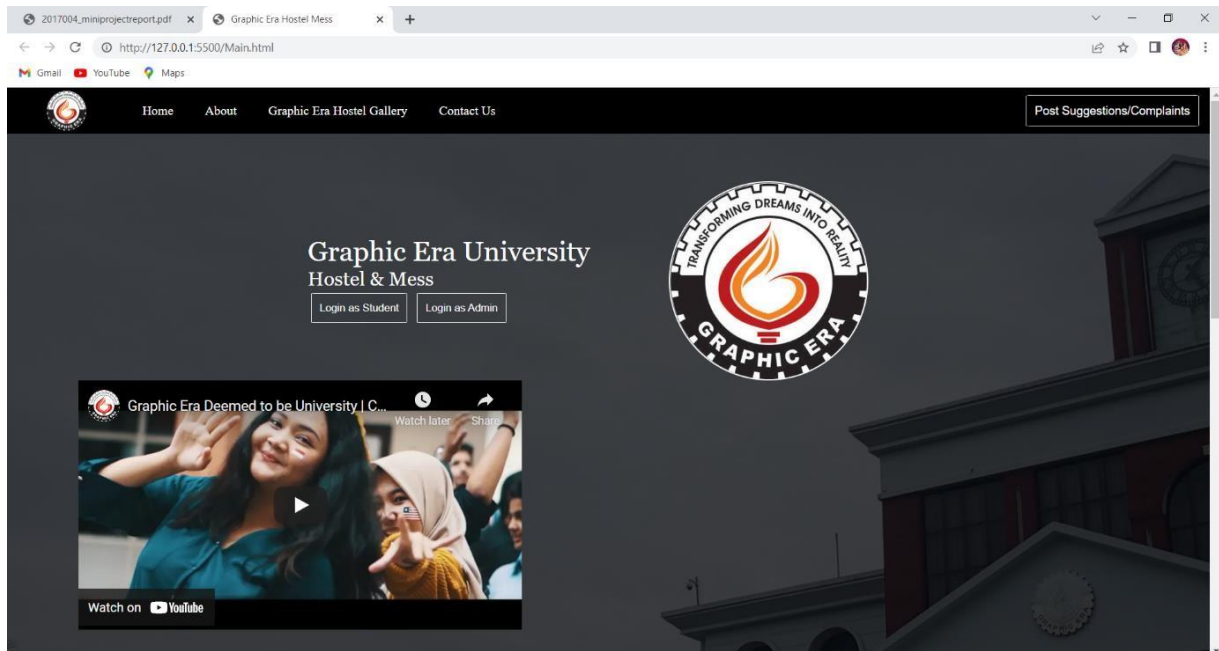 2017004_miniprojectreport.pdf
Graphic Era Hostel Mess
http://127.0.0.1:5500/Main.html
Gmail YouTube Maps
Home About Graphic Era Hostel Gallery Contact Us Post Suggestions/Complaints
TRANSFORMING DREAMS INTO REALITY
GRAPHIC ERA
Graphic Era University
Hostel & Mess
Login as Student Login as Admin
Graphic Era Deemed to be University | C...
Watch later Share
Watch on YouTube